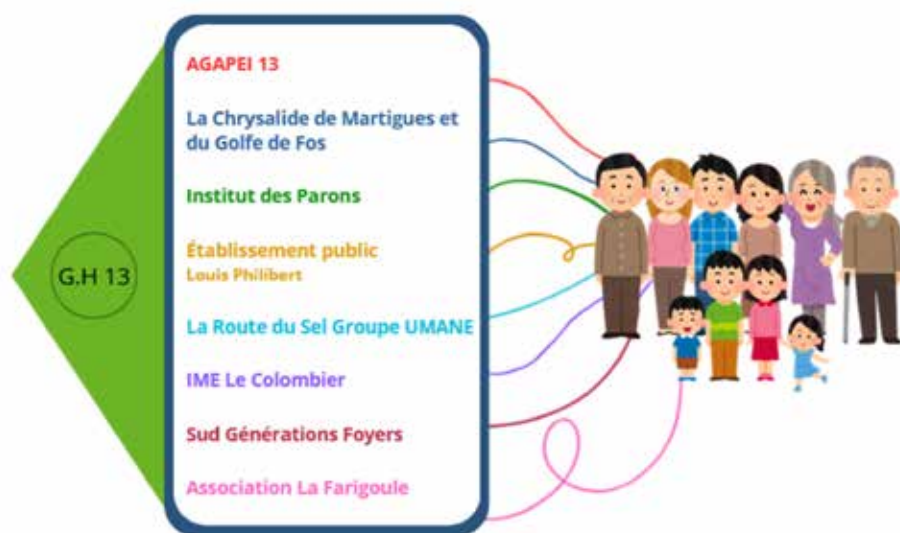 G.H 13
AGAPEI 13
La Chrysalide de Martigues et
du Golfe de Fos
Institut des Parons
Établissement public
Louis Philibert
La Route du Sel Groupe UMANE
IME Le Colombier
Sud Générations Foyers
Association La Farigoule